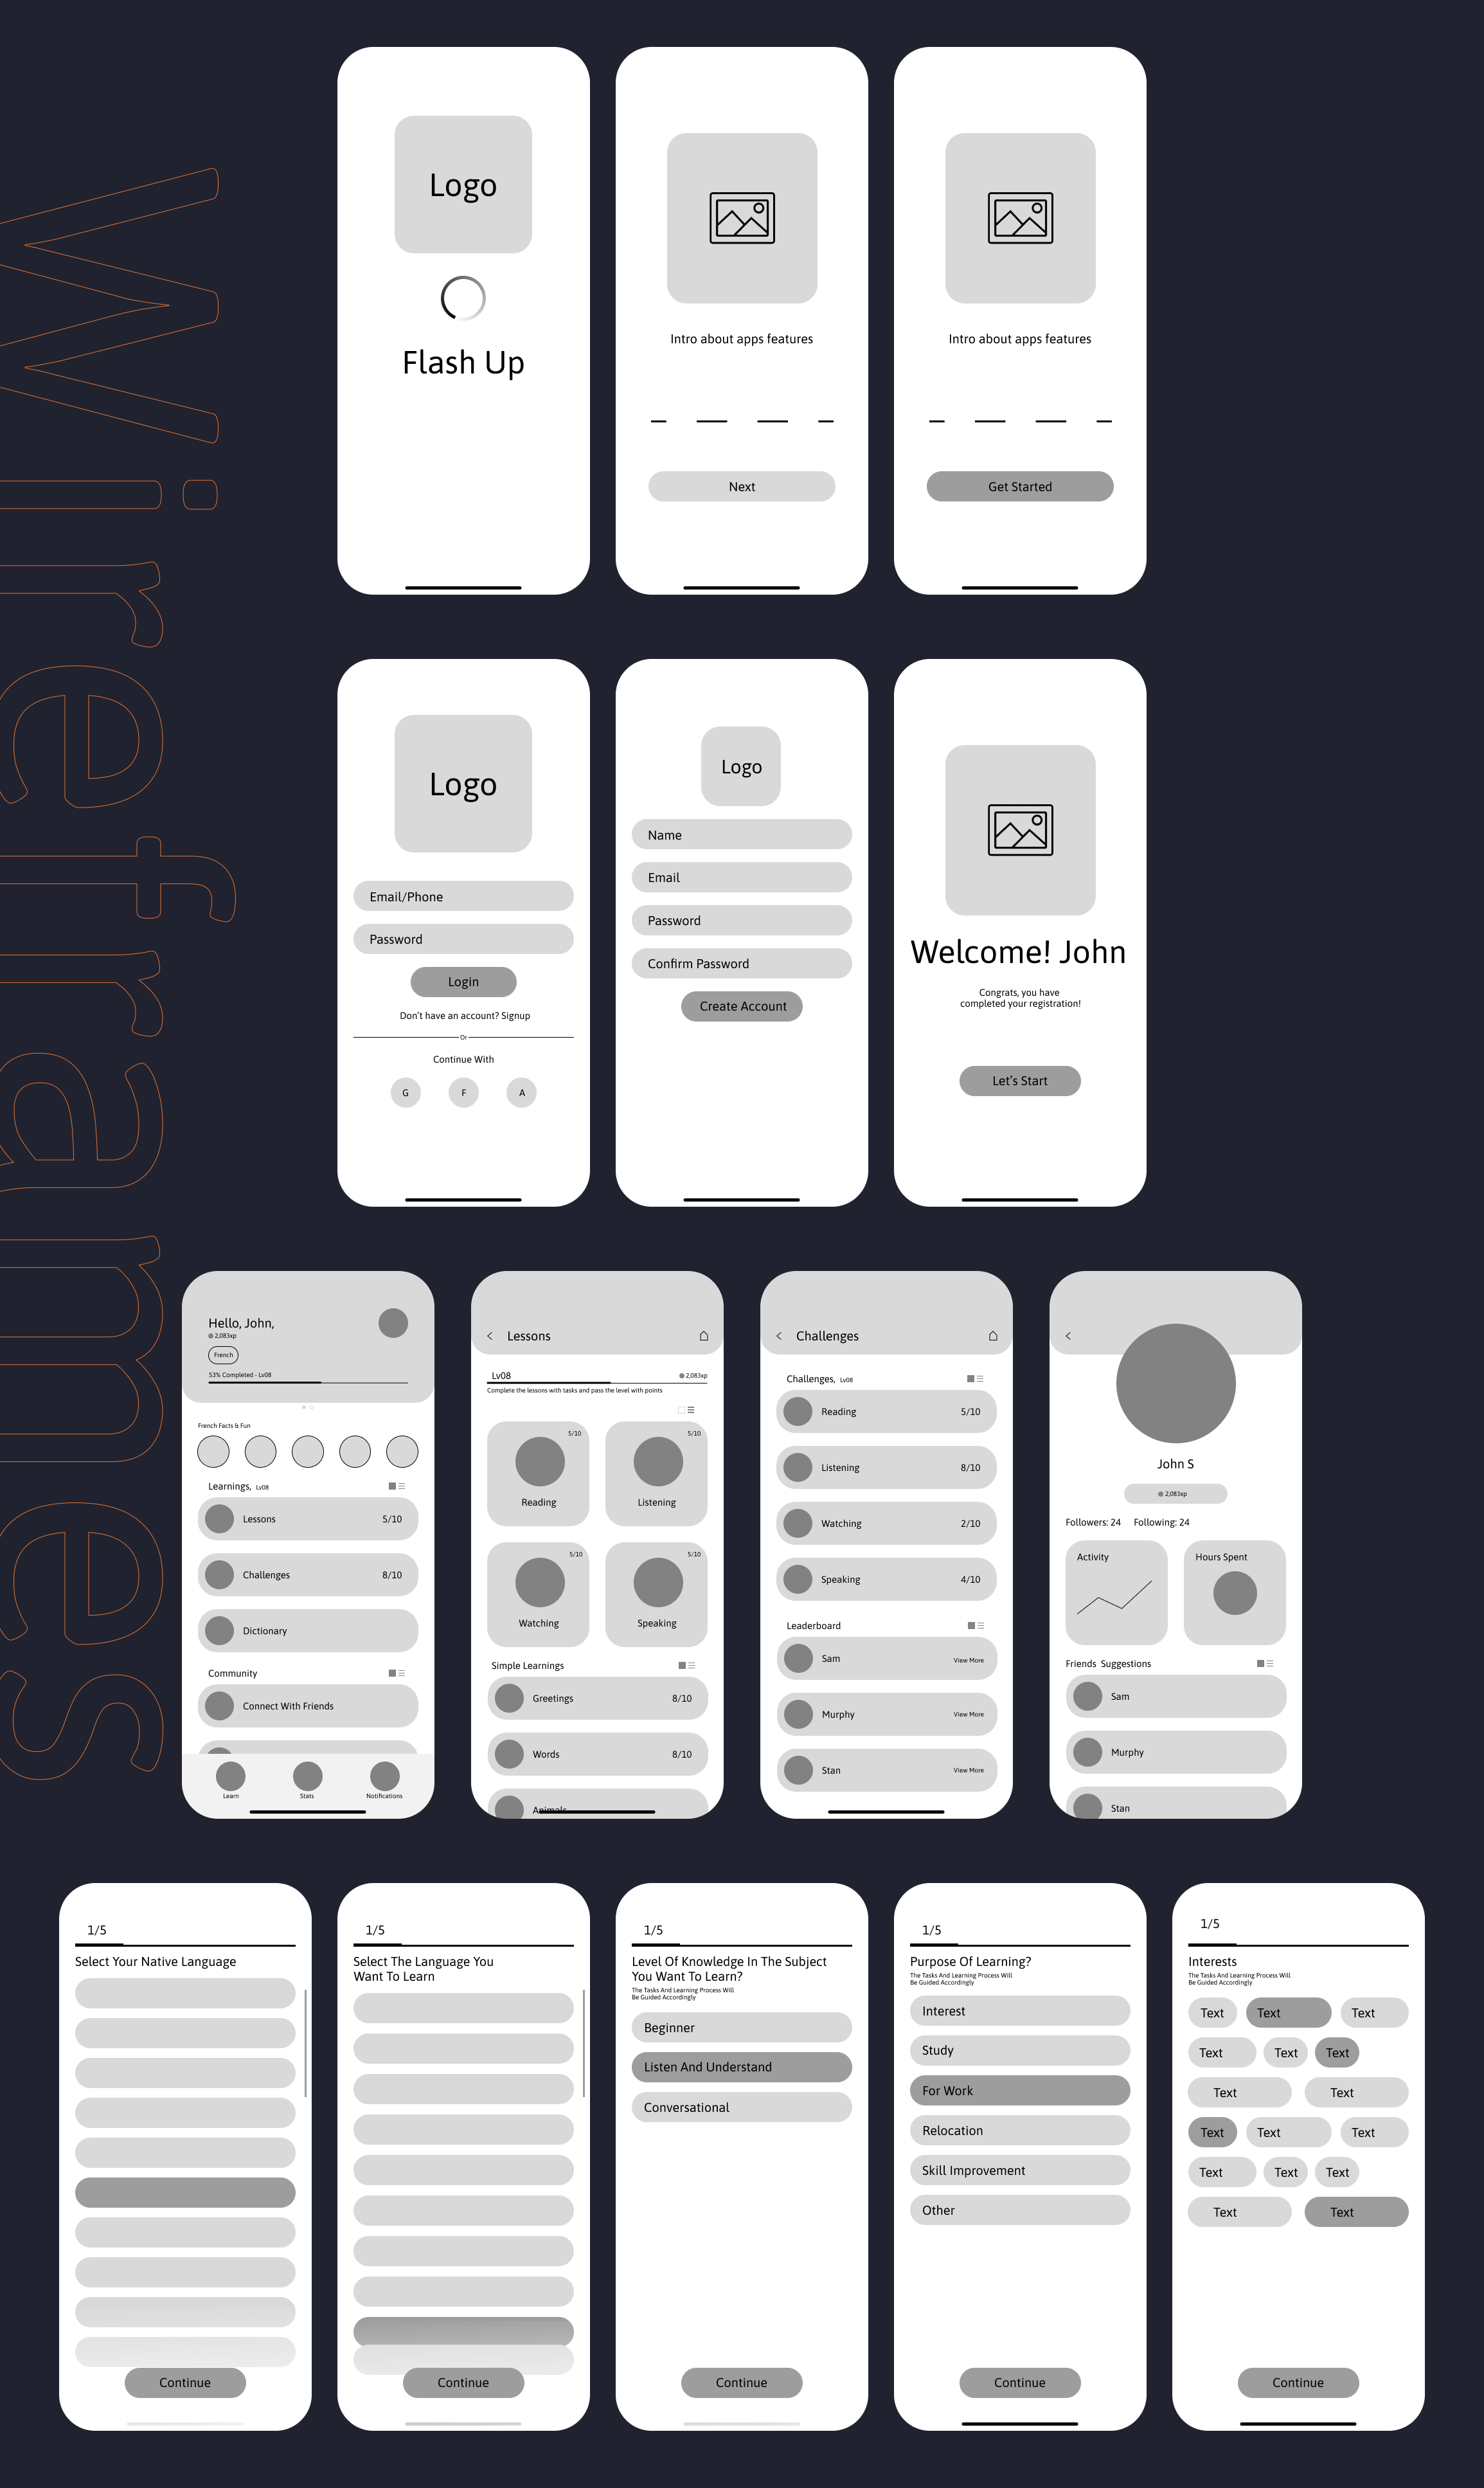 Wireframes
Logo
Flash Up
Intro about apps features
Next
Intro about apps features
Get Started
Logo
Email/Phone
Password
Login
Don't have an account? Signup
Or
Continue With
G F A
Logo
Name
Email
Password
Confirm Password
Create Account
Welcome! John
Congrats, you have
completed your registration!
Let's Start
Hello, John,
2,083xp
French
53% Completed - Lv08
French Facts & Fun
Learnings, Lv08
Lessons 5/10
Challenges 8/10
Dictionary
Community
Connect With Friends
Learn Stats Notifications
Lessons
Lv08 2,083xp
Complete the lessons with tasks and pass the level with points
5/10 5/10
Reading Listening
5/10 5/10
Watching Speaking
Simple Learnings
Greetings 8/10
Words 8/10
Animals
Challenges
Challenges, Lv08
Reading 5/10
Listening 8/10
Watching 2/10
Speaking 4/10
Leaderboard
Sam View More
Murphy View More
Stan View More
John S
2,083xp
Followers: 24 Following: 24
Activity Hours Spent
Friends Suggestions
Sam
Murphy
Stan
1/5
Select Your Native Language
Continue
1/5
Select The Language You
Want To Learn
Continue
1/5
Level Of Knowledge In The Subject
You Want To Learn?
The Tasks And Learning Process Will
Be Guided Accordingly
Beginner
Listen And Understand
Conversational
Continue
1/5
Purpose Of Learning?
The Tasks And Learning Process Will
Be Guided Accordingly
Interest
Study
For Work
Relocation
Skill Improvement
Other
Continue
1/5
Interests
The Tasks And Learning Process Will
Be Guided Accordingly
Text Text Text
Text Text Text
Text Text
Text Text Text
Text Text Text
Text Text
Continue